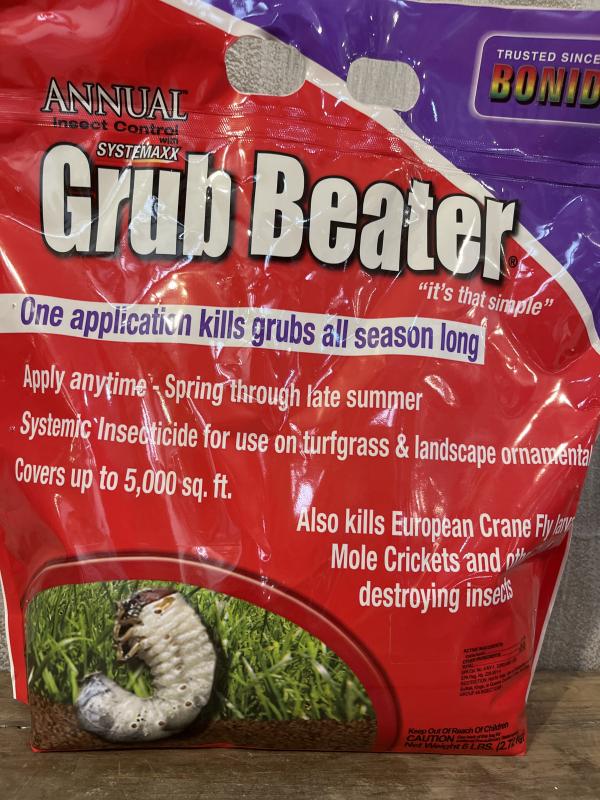 TRUSTED SINCE
BONID
ANNUAL
Insect Control
with
SYSTEMAXX
Grub Beater®
"it's that simple"
One application kills grubs all season long
Apply anytime - Spring through late summer
Systemic Insecticide for use on turfgrass & landscape ornamental
Covers up to 5,000 sq. ft.
Also kills European Crane Fly
Mole Crickets and
destroying insects
Keep Out Of Reach Of Children
CAUTION
Net Weight 6 LBS.